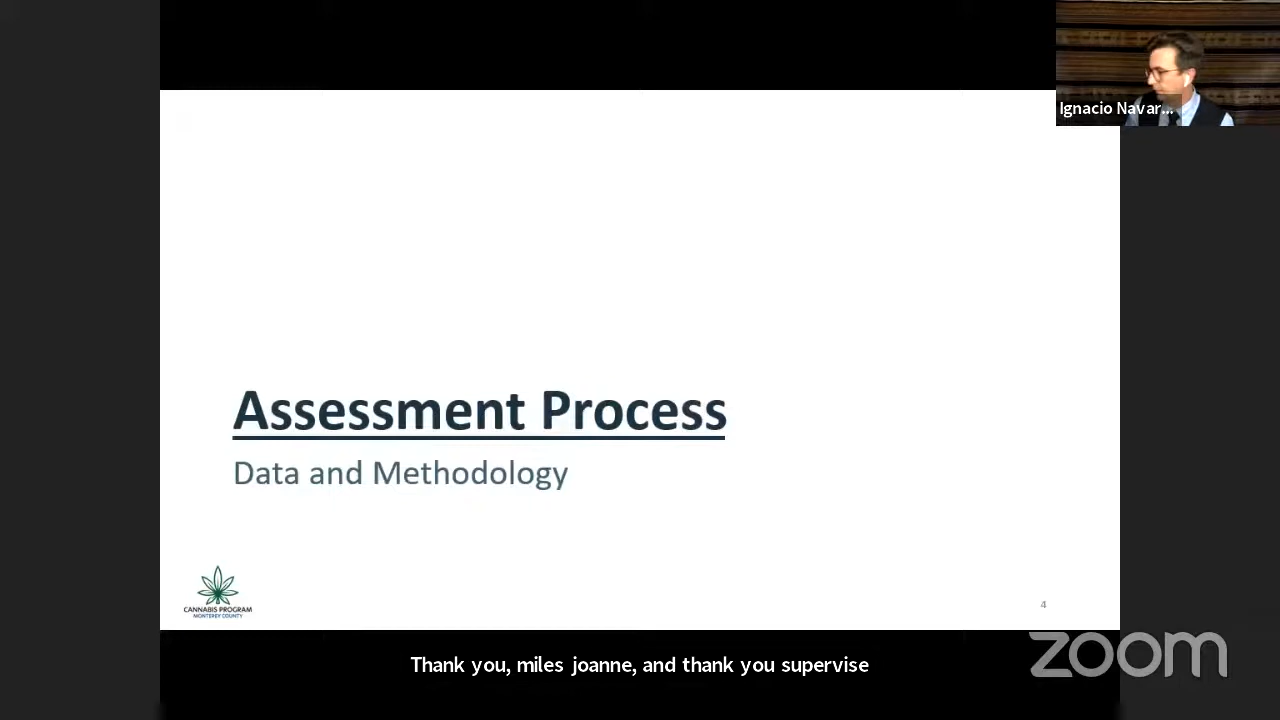 Ignacio Navar...
Assessment Process
Data and Methodology
CANNABIS PROGRAM
MONTEREY COUNTY
4
Thank you, miles joanne, and thank you supervise
zoom